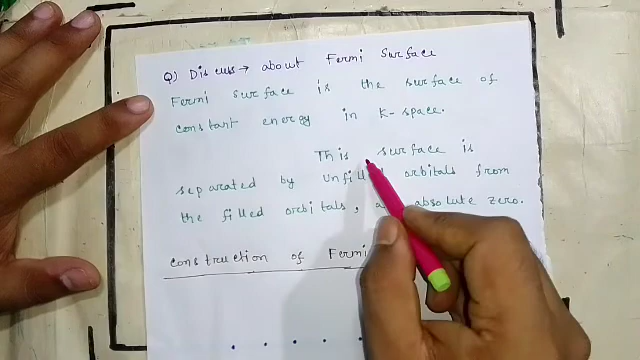 Q) Discuss → about Fermi Surface
Fermi surface is the surface of
constant energy in k-space.
This surface is
separated by unfilled orbitals from
the filled orbitals, at absolute zero.
construction of Fermi